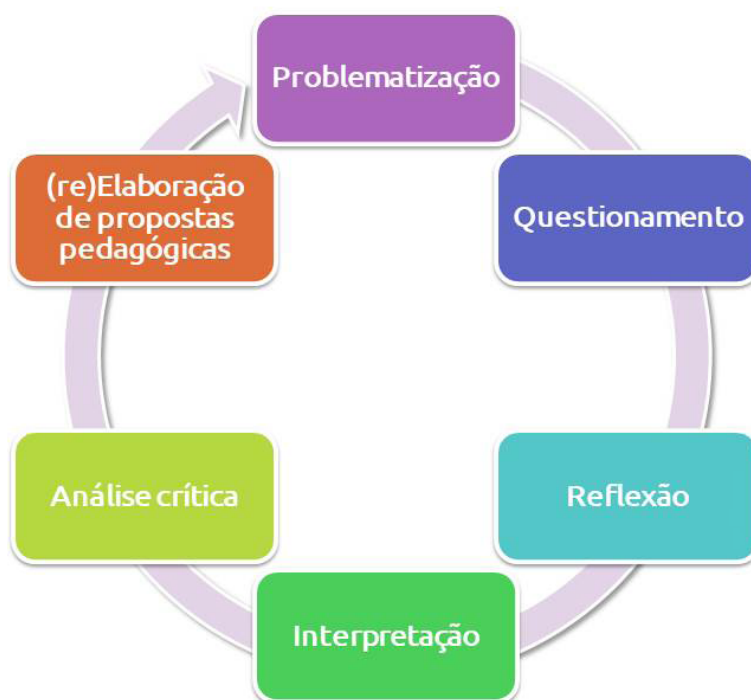 Problematização
Questionamento
Reflexão
Interpretação
Análise crítica
(re)Elaboração
de propostas
pedagógicas